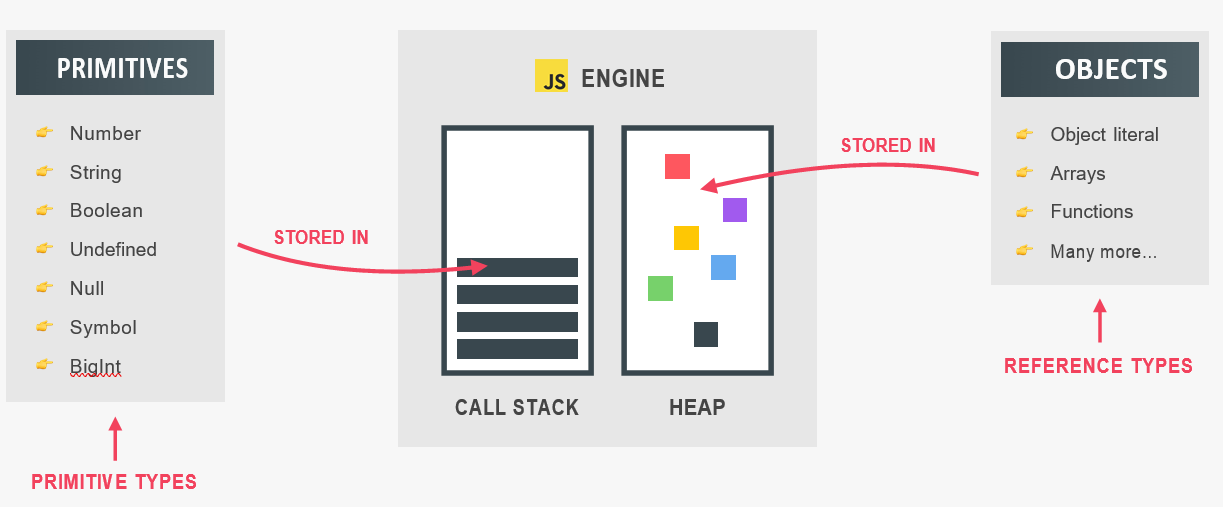 PRIMITIVES
Number
String
Boolean
Undefined
Null
Symbol
BigInt
PRIMITIVE TYPES
STORED IN
JS ENGINE
CALL STACK
HEAP
STORED IN
OBJECTS
Object literal
Arrays
Functions
Many more...
REFERENCE TYPES